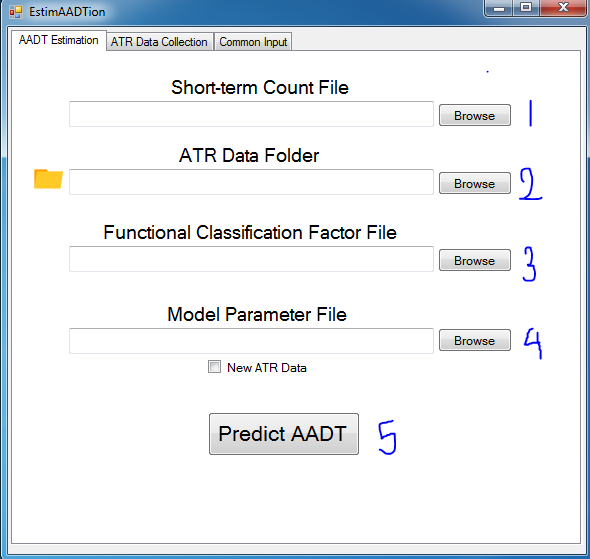 EstimAADTion
AADT Estimation ATR Data Collection Common Input
Short-term Count File
Browse 1
ATR Data Folder
Browse 2
Functional Classification Factor File
Browse 3
Model Parameter File
Browse 4
New ATR Data
Predict AADT 5